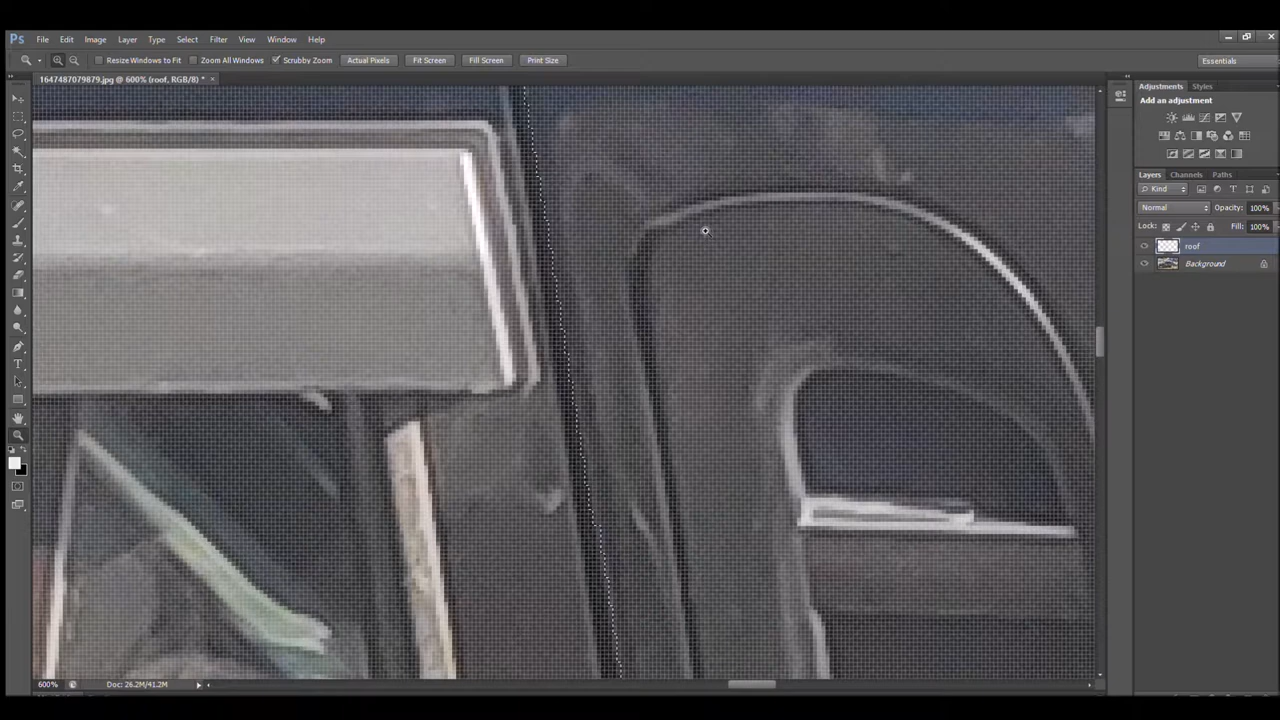 Ps File Edit Image Layer Type Select Filter View Window Help
Resize Windows to Fit Zoom All Windows Scrubby Zoom Actual Pixels Fit Screen Fill Screen Print Size Essentials
1647487079879.jpg @ 600% (roof, RGB/8) *
Adjustments Styles
Add an adjustment
Layers Channels Paths
Kind
Normal Opacity: 100%
Lock: Fill: 100%
roof
Background
600% Doc: 26.2M/41.2M